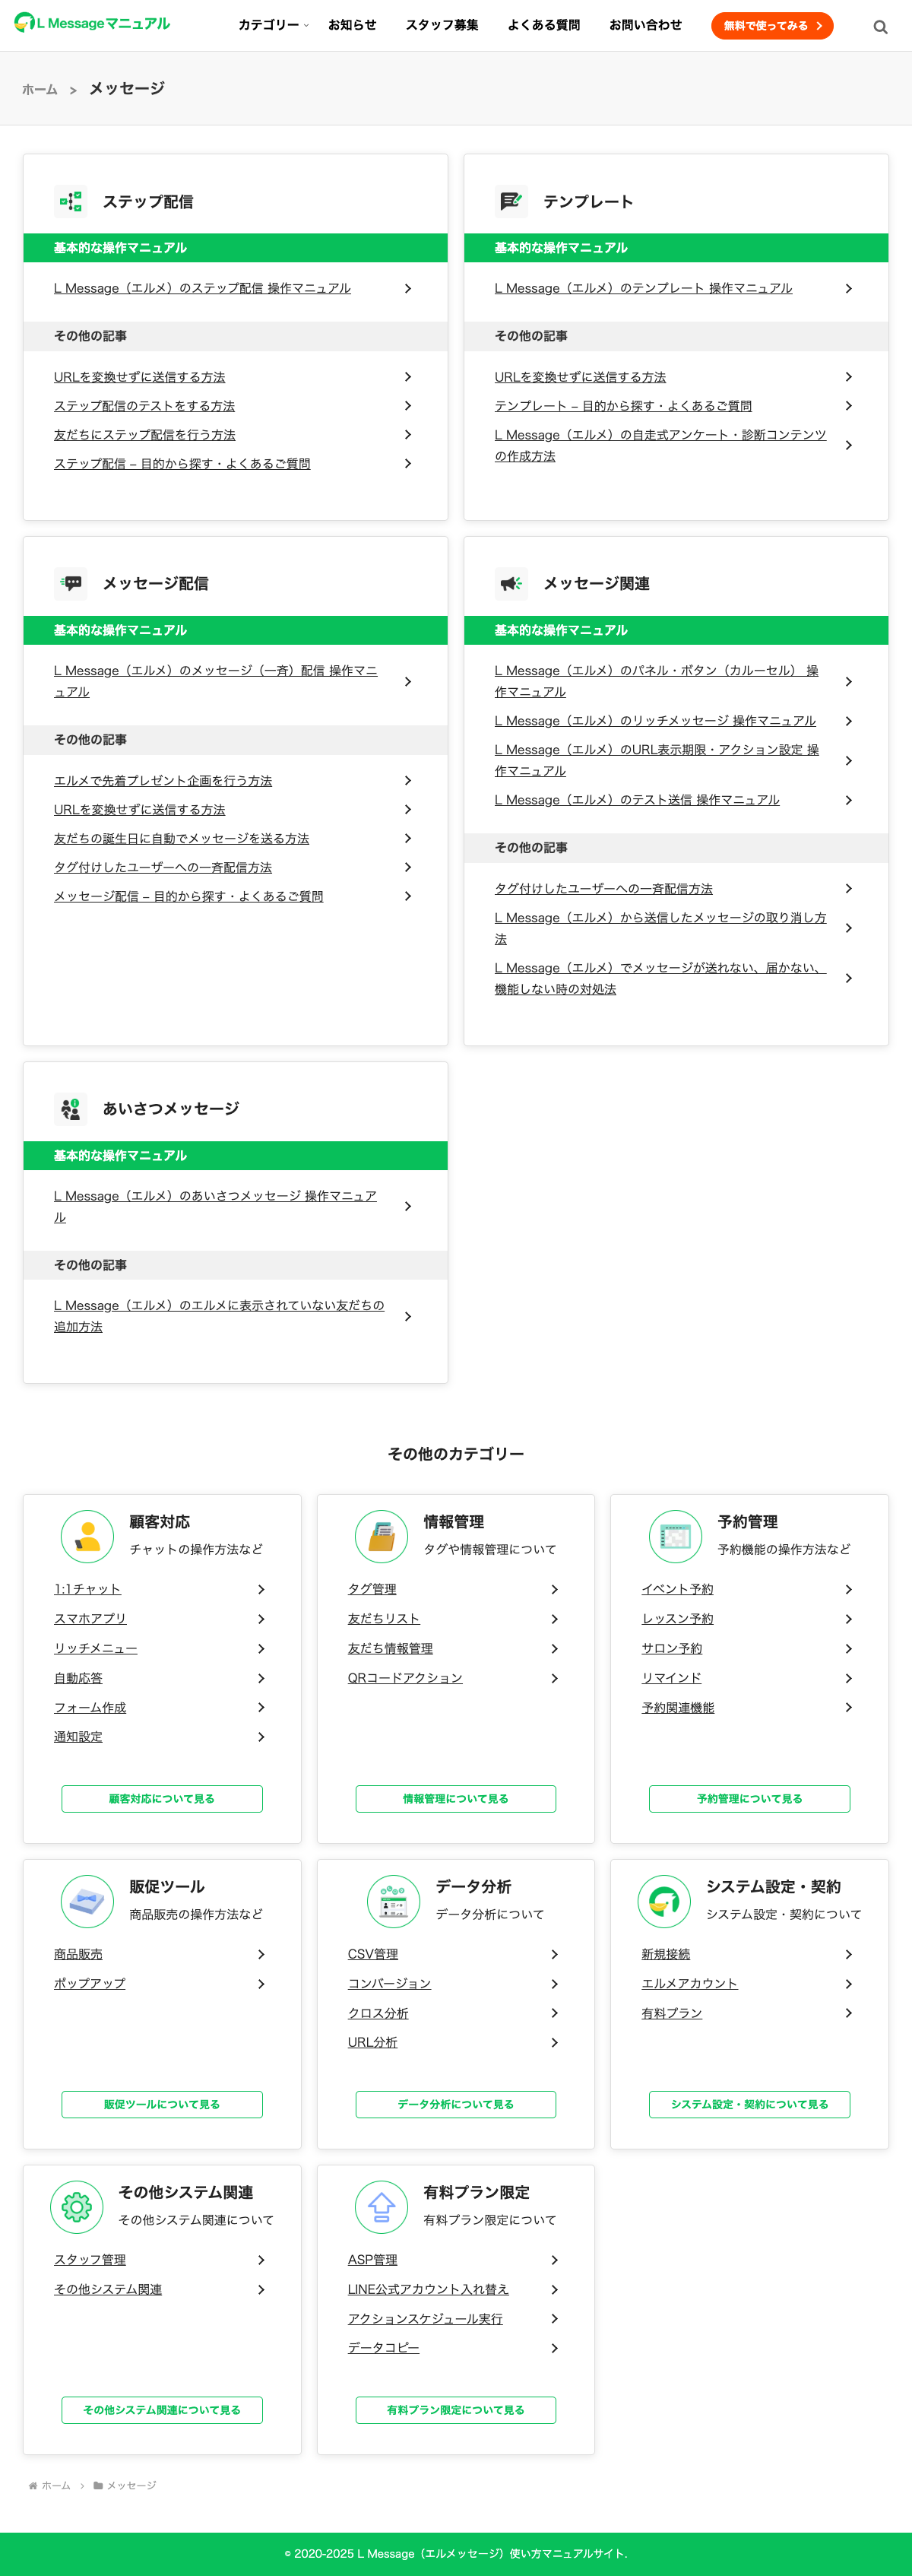 L Messageマニュアル
カテゴリー
お知らせ
スタッフ募集
よくある質問
お問い合わせ
無料で使ってみる
ホーム > メッセージ
ステップ配信
基本的な操作マニュアル
L Message（エルメ）のステップ配信 操作マニュアル
その他の記事
URLを変換せずに送信する方法
ステップ配信のテストをする方法
友だちにステップ配信を行う方法
ステップ配信 – 目的から探す・よくあるご質問
テンプレート
基本的な操作マニュアル
L Message（エルメ）のテンプレート 操作マニュアル
その他の記事
URLを変換せずに送信する方法
テンプレート – 目的から探す・よくあるご質問
L Message（エルメ）の自走式アンケート・診断コンテンツ
の作成方法
メッセージ配信
基本的な操作マニュアル
L Message（エルメ）のメッセージ（一斉）配信 操作マニ
ュアル
その他の記事
エルメで先着プレゼント企画を行う方法
URLを変換せずに送信する方法
友だちの誕生日に自動でメッセージを送る方法
タグ付けしたユーザーへの一斉配信方法
メッセージ配信 – 目的から探す・よくあるご質問
メッセージ関連
基本的な操作マニュアル
L Message（エルメ）のパネル・ボタン（カルーセル） 操
作マニュアル
L Message（エルメ）のリッチメッセージ 操作マニュアル
L Message（エルメ）のURL表示期限・アクション設定 操
作マニュアル
L Message（エルメ）のテスト送信 操作マニュアル
その他の記事
タグ付けしたユーザーへの一斉配信方法
L Message（エルメ）から送信したメッセージの取り消し方
法
L Message（エルメ）でメッセージが送れない、届かない、
機能しない時の対処法
あいさつメッセージ
基本的な操作マニュアル
L Message（エルメ）のあいさつメッセージ 操作マニュア
ル
その他の記事
L Message（エルメ）のエルメに表示されていない友だちの
追加方法
その他のカテゴリー
顧客対応
チャットの操作方法など
1:1チャット
スマホアプリ
リッチメニュー
自動応答
フォーム作成
通知設定
顧客対応について見る
情報管理
タグや情報管理について
タグ管理
友だちリスト
友だち情報管理
QRコードアクション
情報管理について見る
予約管理
予約機能の操作方法など
イベント予約
レッスン予約
サロン予約
リマインド
予約関連機能
予約管理について見る
販促ツール
商品販売の操作方法など
商品販売
ポップアップ
販促ツールについて見る
データ分析
データ分析について
CSV管理
コンバージョン
クロス分析
URL分析
データ分析について見る
システム設定・契約
システム設定・契約について
新規接続
エルメアカウント
有料プラン
システム設定・契約について見る
その他システム関連
その他システム関連について
スタッフ管理
その他システム関連
その他システム関連について見る
有料プラン限定
有料プラン限定について
ASP管理
LINE公式アカウント入れ替え
アクションスケジュール実行
データコピー
有料プラン限定について見る
ホーム > メッセージ
© 2020-2025 L Message（エルメッセージ）使い方マニュアルサイト.